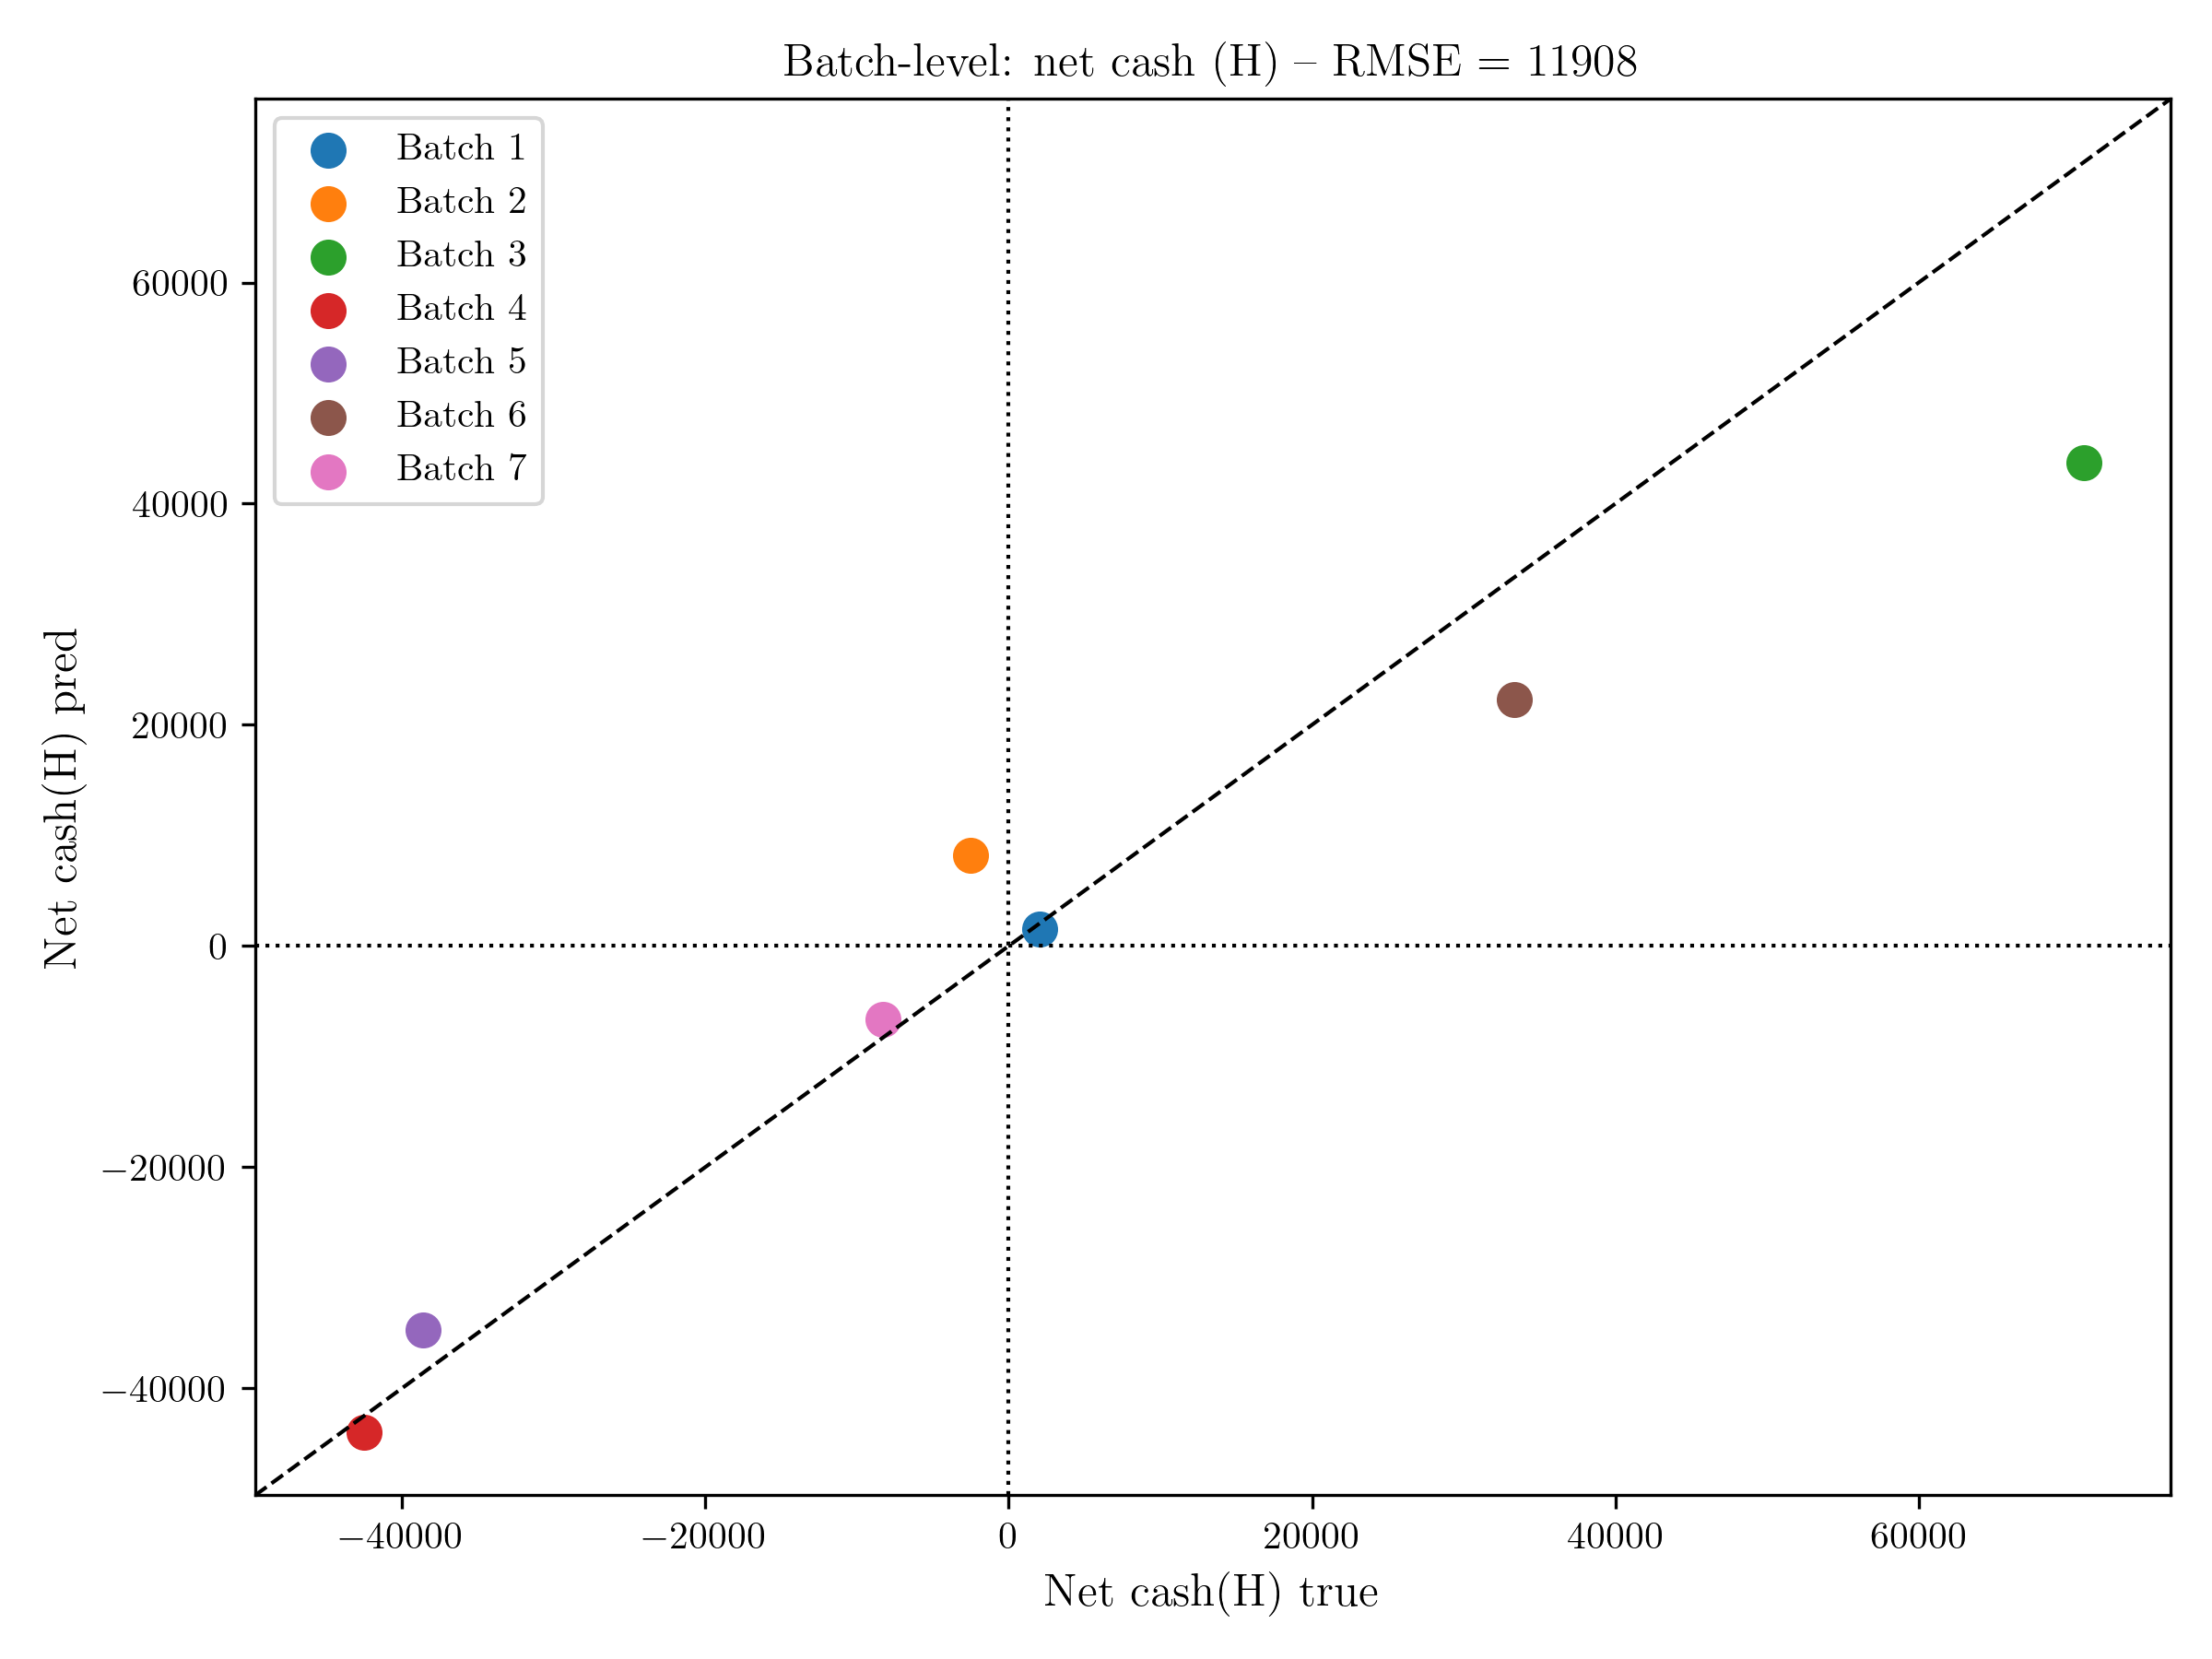 Batch-level: net cash (H) – RMSE = 11908
Batch 1
Batch 2
Batch 3
Batch 4
Batch 5
Batch 6
Batch 7
60000
40000
20000
0
−20000
−40000
Net cash(H) pred
−40000
−20000
0
20000
40000
60000
Net cash(H) true